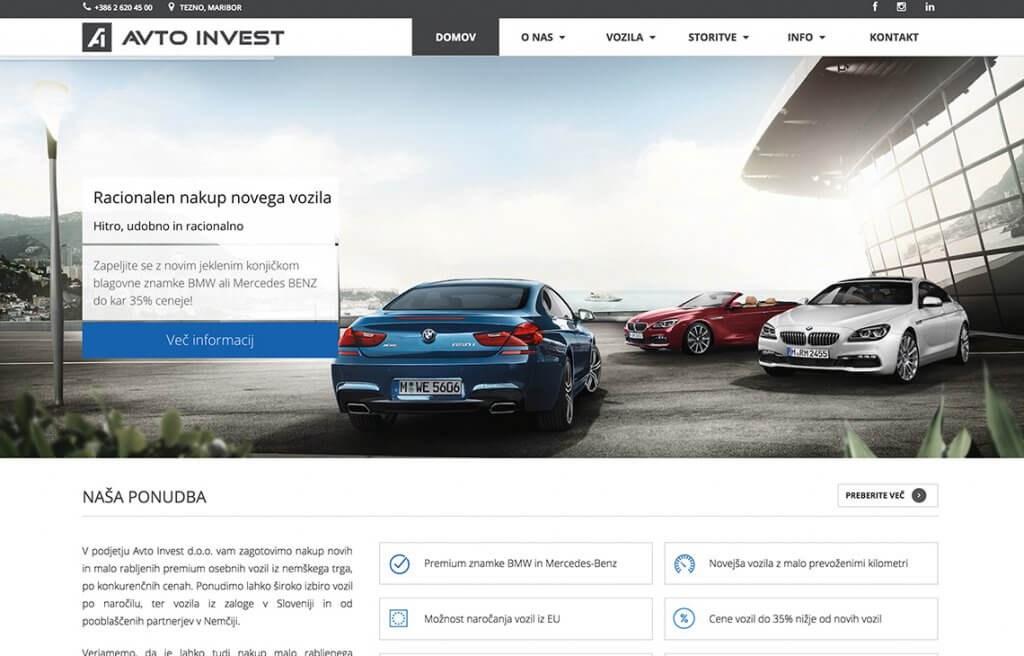 +386 2 620 45 00 TEZNO, MARIBOR
AVTO INVEST
DOMOV O NAS VOZILA STORITVE INFO KONTAKT
Racionalen nakup novega vozila
Hitro, udobno in racionalno
Zapeljite se z novim jeklenim konjičkom
blagovne znamke BMW ali Mercedes BENZ
do kar 35% ceneje!
Več informacij
M WE 5606
M RM 2455
NAŠA PONUDBA
PREBERITE VEČ
V podjetju Avto Invest d.o.o. vam zagotovimo nakup novih
in malo rabljenih premium osebnih vozil iz nemškega trga,
po konkurenčnih cenah. Ponudimo lahko široko izbiro vozil
po naročilu, ter vozila iz zaloge v Sloveniji in od
pooblaščenih partnerjev v Nemčiji.
Verjamemo, da je lahko tudi nakup malo rabljenega
Premium znamke BMW in Mercedes-Benz
Novejša vozila z malo prevoženimi kilometri
Možnost naročanja vozil iz EU
Cene vozil do 35% nižje od novih vozil